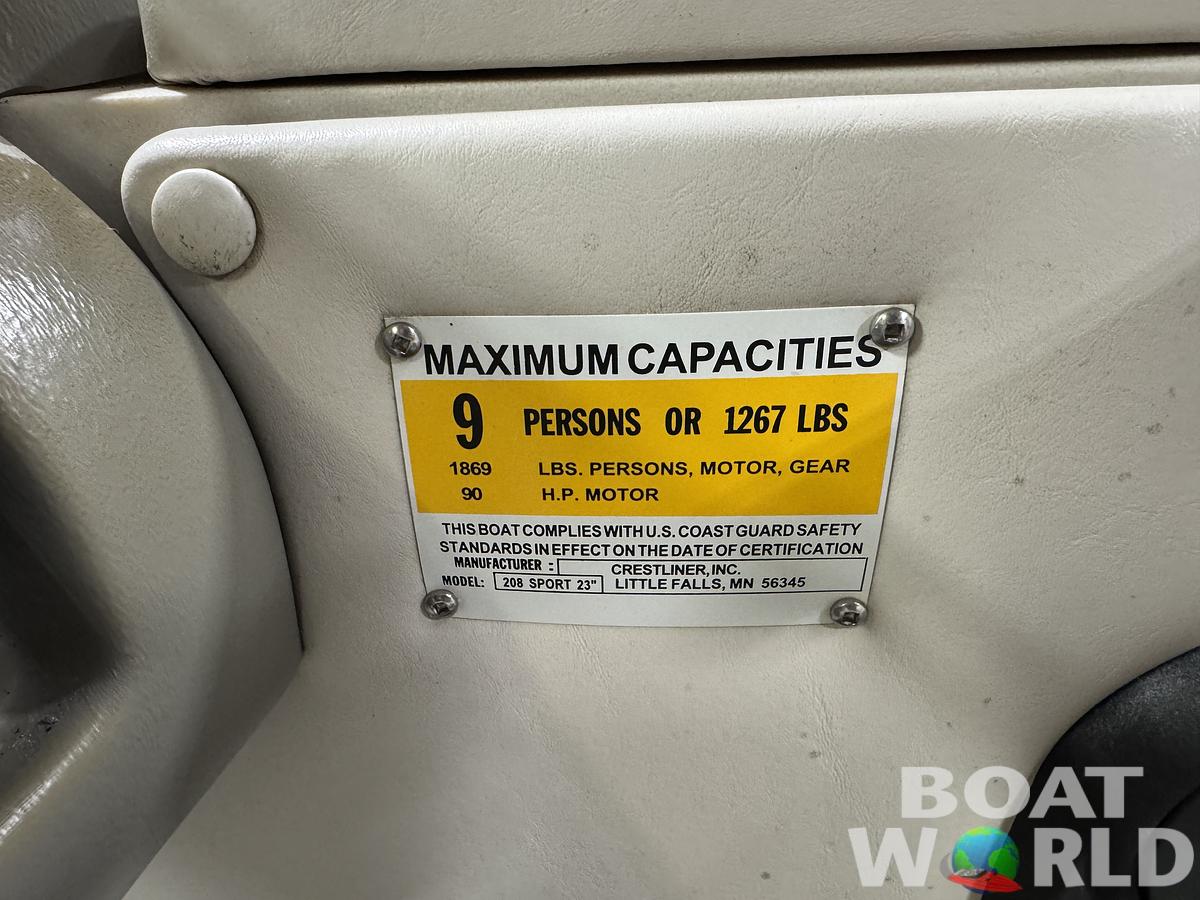 MAXIMUM CAPACITIES
9 PERSONS OR 1267 LBS
1869 LBS. PERSONS, MOTOR, GEAR
90 H.P. MOTOR
THIS BOAT COMPLIES WITH U.S. COAST GUARD SAFETY
STANDARDS IN EFFECT ON THE DATE OF CERTIFICATION
MANUFACTURER : CRESTLINER, INC.
MODEL: 208 SPORT 23" LITTLE FALLS, MN 56345
BOAT
WORLD